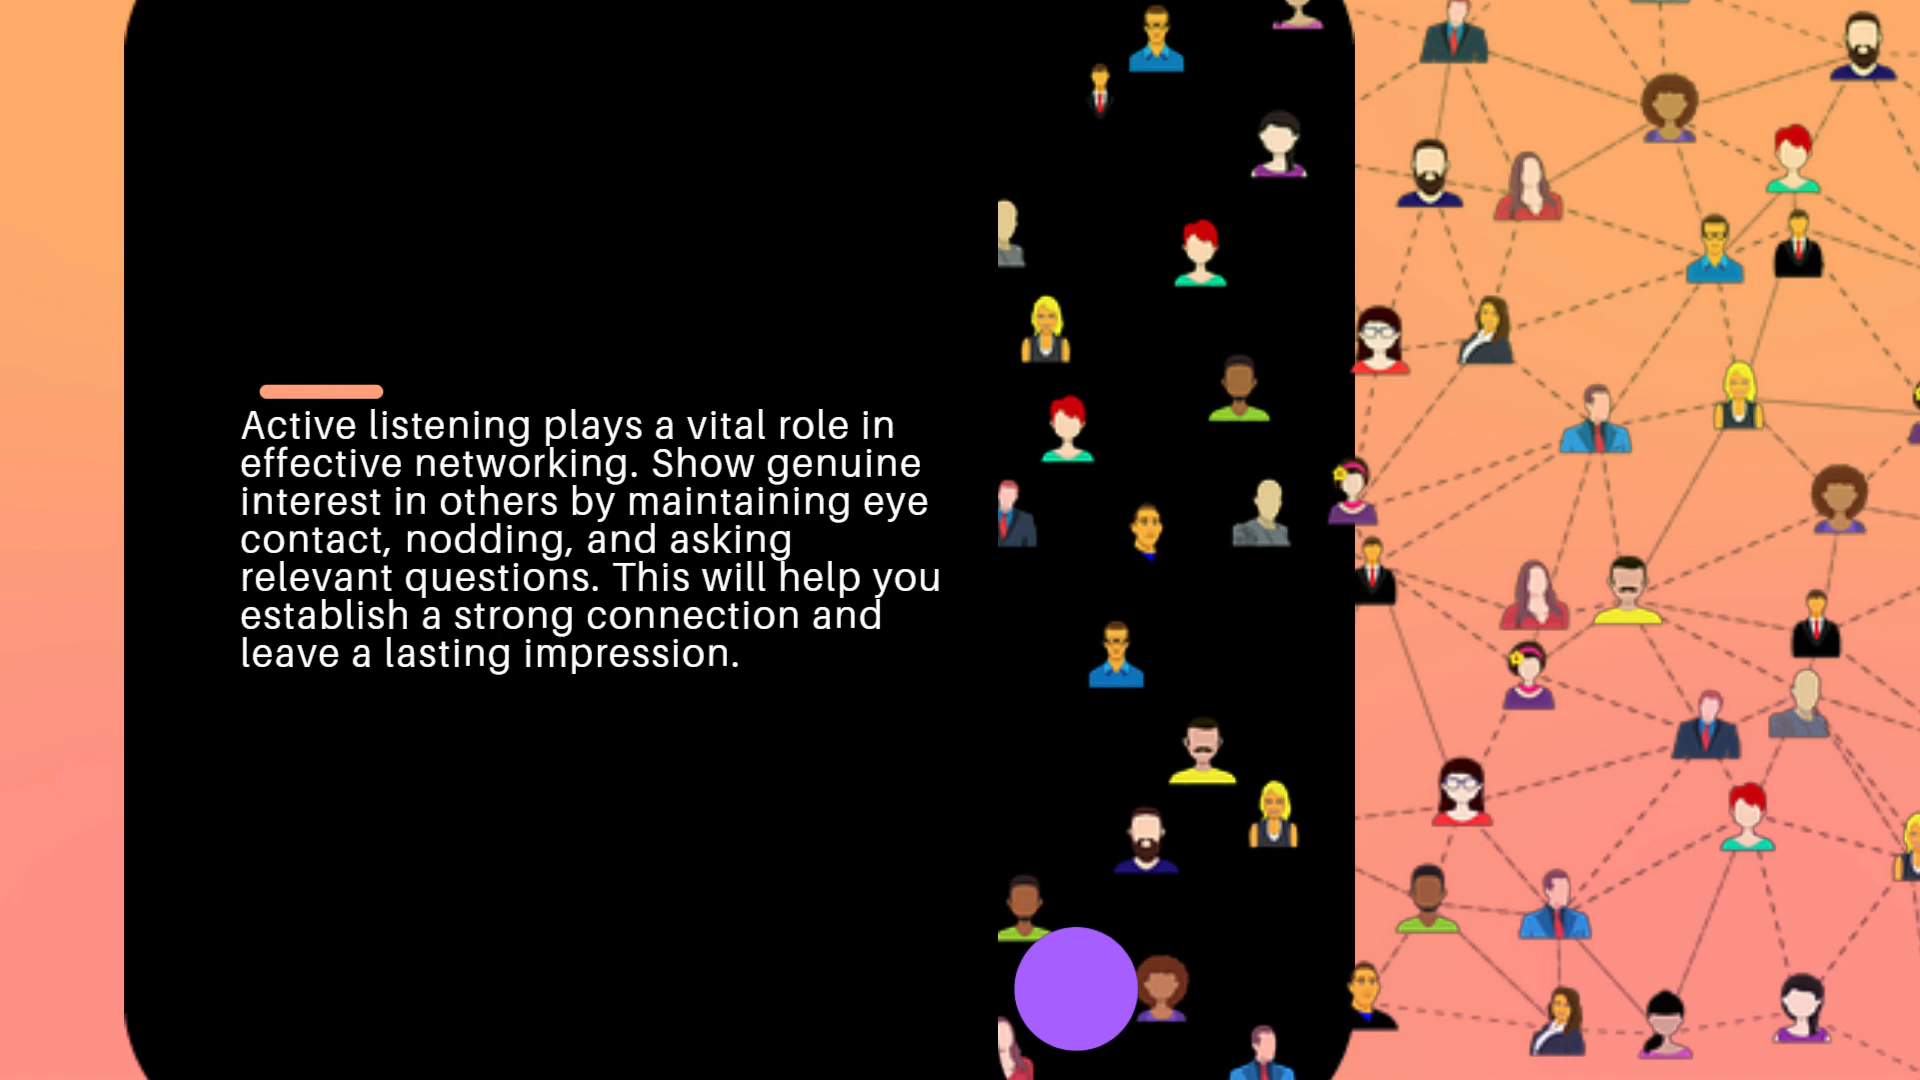 Active listening plays a vital role in
effective networking. Show genuine
interest in others by maintaining eye
contact, nodding, and asking
relevant questions. This will help you
establish a strong connection and
leave a lasting impression.